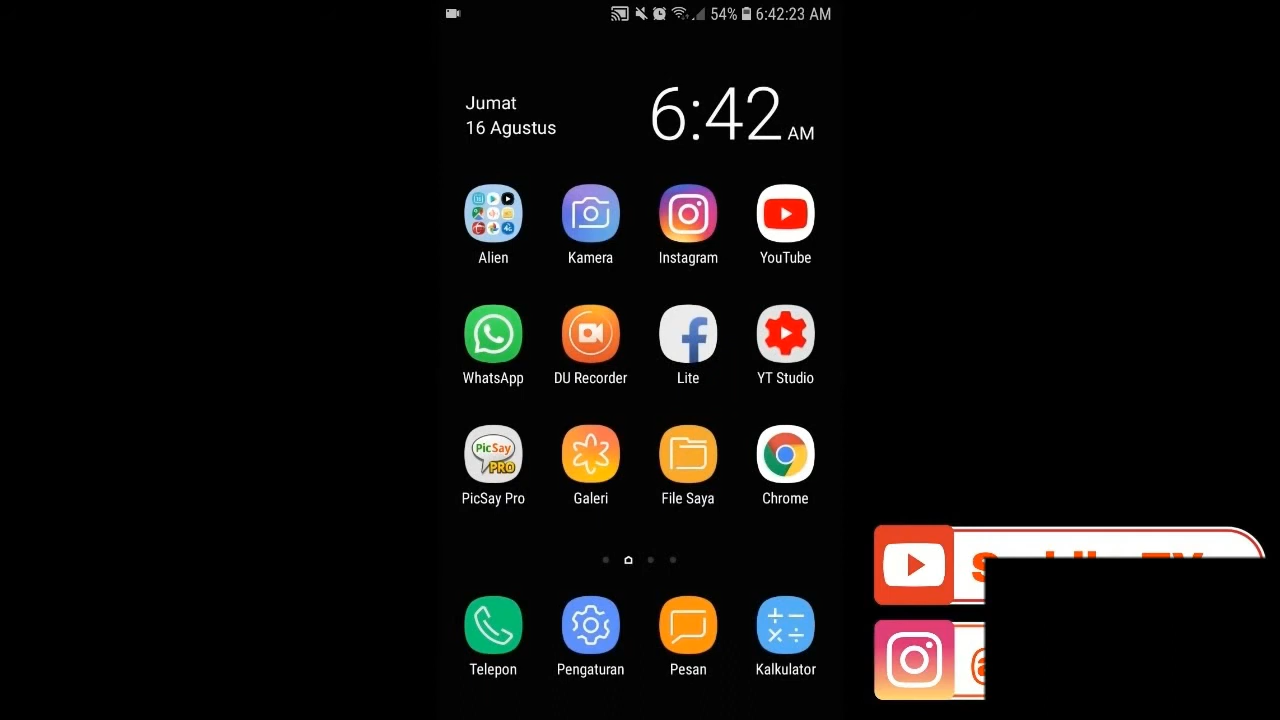 54% 6:42:23 AM
Jumat
16 Agustus
6:42 AM
Alien Kamera Instagram YouTube
WhatsApp DU Recorder Lite YT Studio
PicSay
PRO
PicSay Pro Galeri File Saya Chrome
Telepon Pengaturan Pesan Kalkulator